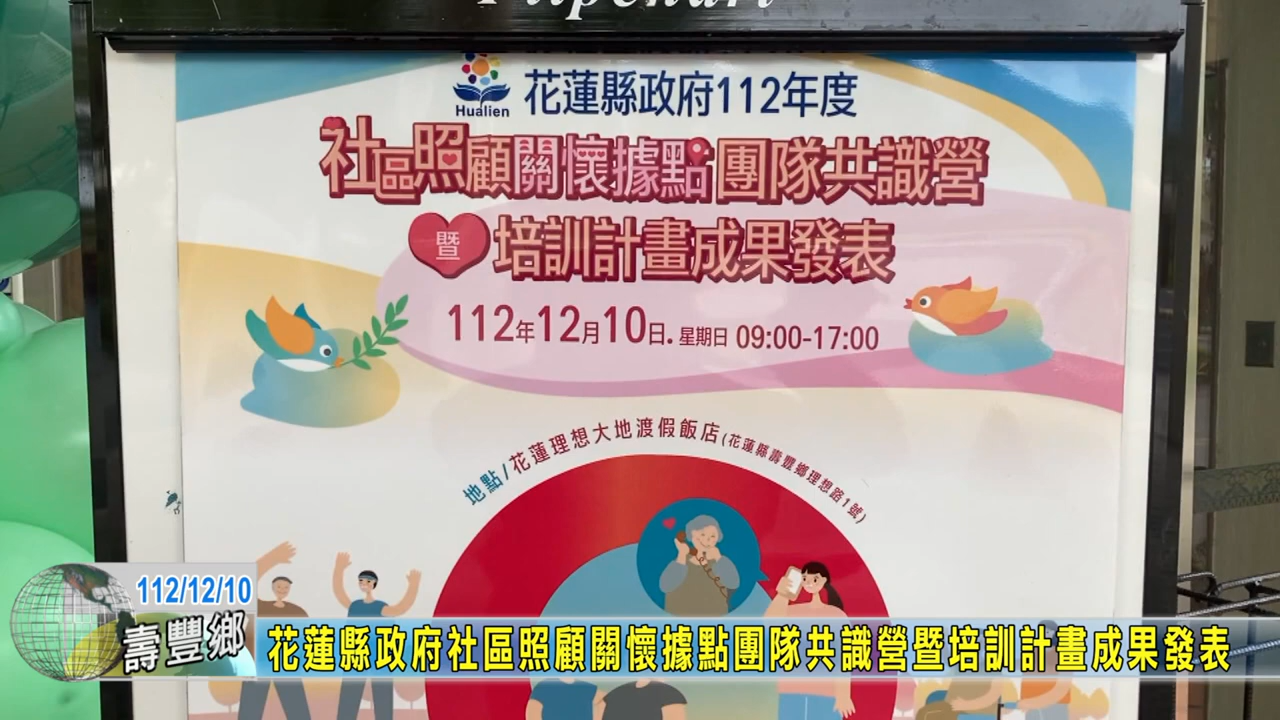 Hualien
花蓮縣政府112年度
社區照顧關懷據點團隊共識營
暨培訓計畫成果發表
112年12月10日.星期日 09:00-17:00
地點/花蓮理想大地渡假飯店(花蓮縣壽豐鄉理想路1號)
112/12/10
壽豐鄉
花蓮縣政府社區照顧關懷據點團隊共識營暨培訓計畫成果發表